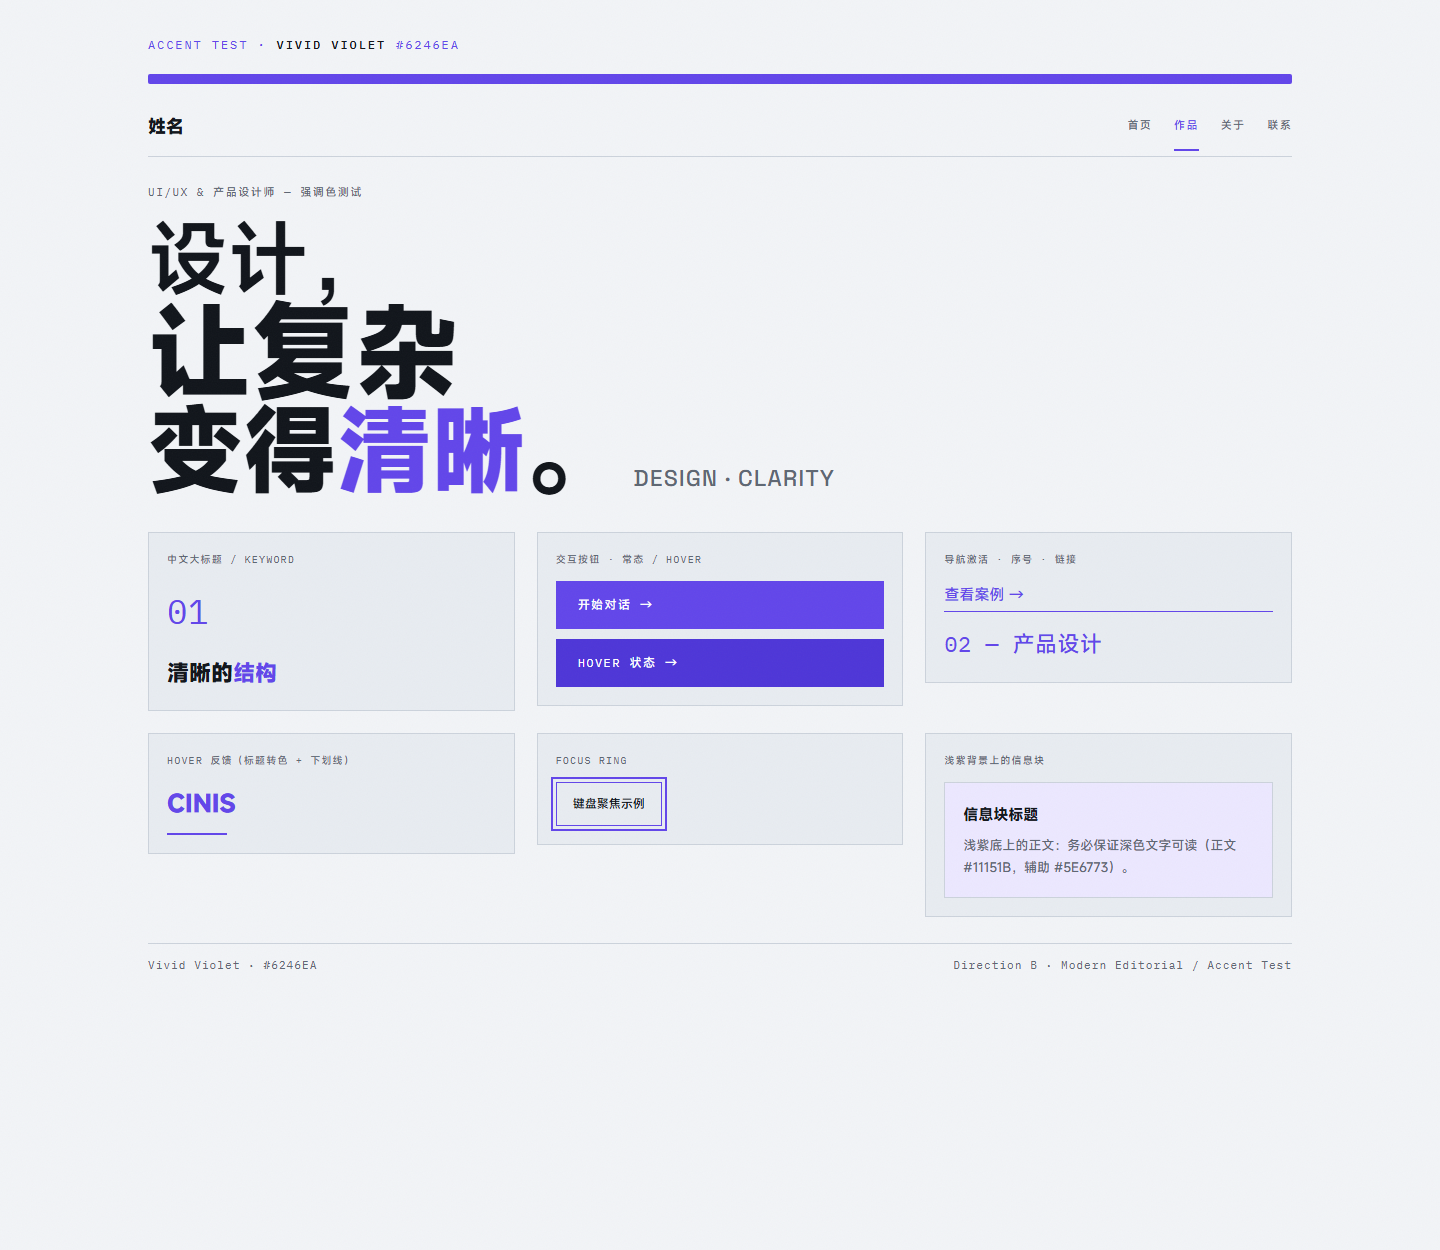 ACCENT TEST · VIVID VIOLET #6246EA
姓名
首页 作品 关于 联系
UI/UX & 产品设计师 — 强调色测试
设计，
让复杂
变得清晰。
DESIGN · CLARITY
中文大标题 / KEYWORD
01
清晰的结构
交互按钮 · 常态 / HOVER
开始对话 →
HOVER 状态 →
导航激活 · 序号 · 链接
查看案例 →
02 — 产品设计
HOVER 反馈（标题转色 + 下划线）
CINIS
FOCUS RING
键盘聚焦示例
浅紫背景上的信息块
信息块标题
浅紫底上的正文：务必保证深色文字可读（正文
#11151B，辅助 #5E6773）。
Vivid Violet · #6246EA
Direction B · Modern Editorial / Accent Test